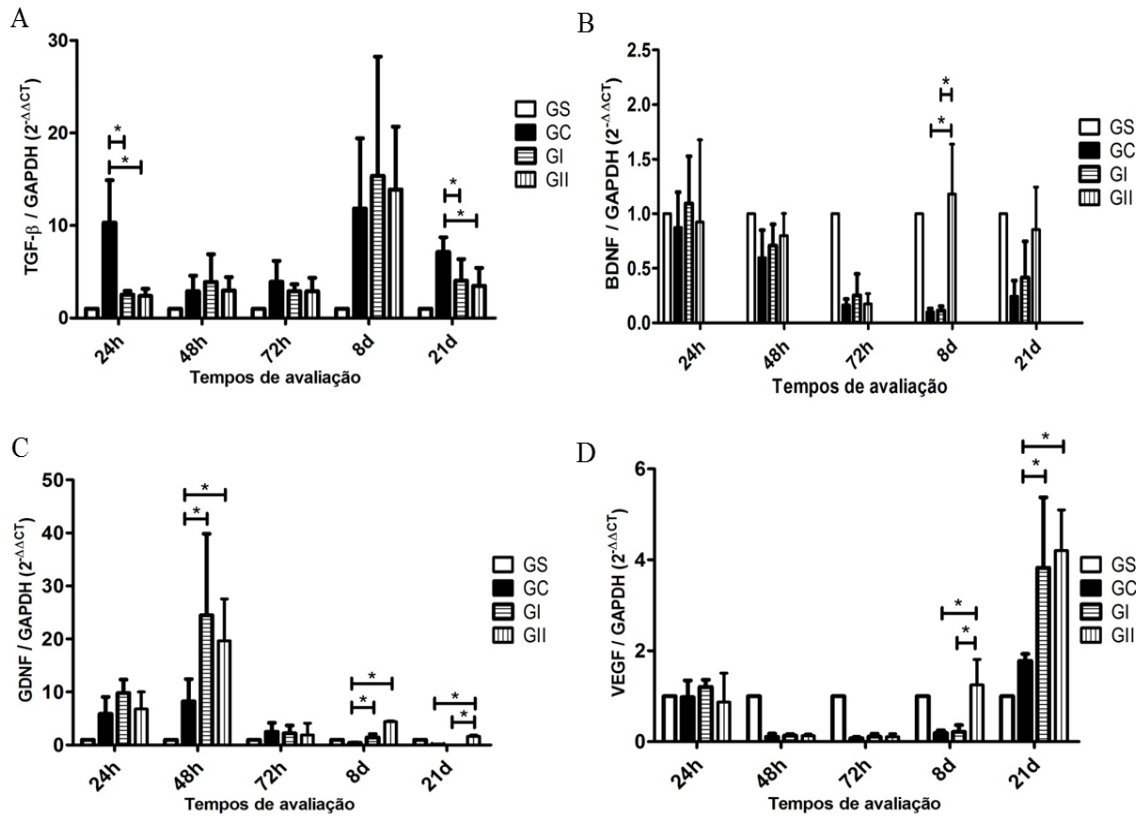 A
TGF-β / GAPDH (2-ΔΔCT)
30
20
10
0
* * * *
24h 48h 72h 8d 21d
Tempos de avaliação
GS
GC
GI
GII
B
BDNF / GAPDH (2-ΔΔCT)
2.5
2.0
1.5
1.0
0.5
0.0
* *
24h 48h 72h 8d 21d
Tempos de avaliação
GS
GC
GI
GII
C
GDNF / GAPDH (2-ΔΔCT)
50
40
30
20
10
0
* * * * * *
24h 48h 72h 8d 21d
Tempos de avaliação
GS
GC
GI
GII
D
VEGF / GAPDH (2-ΔΔCT)
6
4
2
0
* * * *
24h 48h 72h 8d 21d
Tempos de avaliação
GS
GC
GI
GII